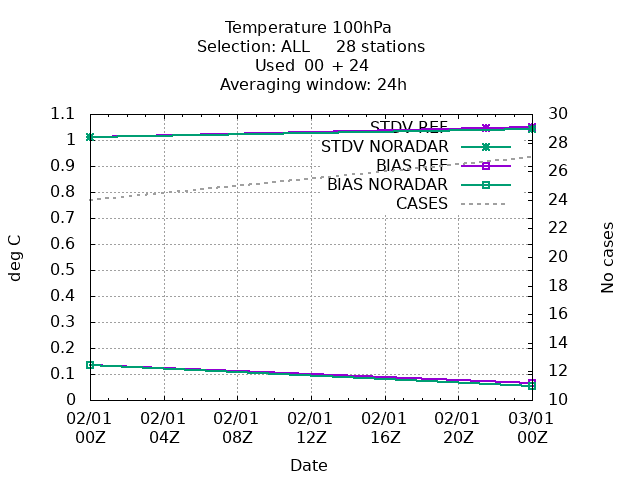 Temperature 100hPa
Selection: ALL 28 stations
Used 00 + 24
Averaging window: 24h
1.1
1
0.9
0.8
0.7
0.6
0.5
0.4
0.3
0.2
0.1
0
deg C
STDV REF
STDV NORADAR
BIAS REF
BIAS NORADAR
CASES
30
28
26
24
22
20
18
16
14
12
10
No cases
02/01 02/01 02/01 02/01 02/01 02/01 03/01
00Z 04Z 08Z 12Z 16Z 20Z 00Z
Date